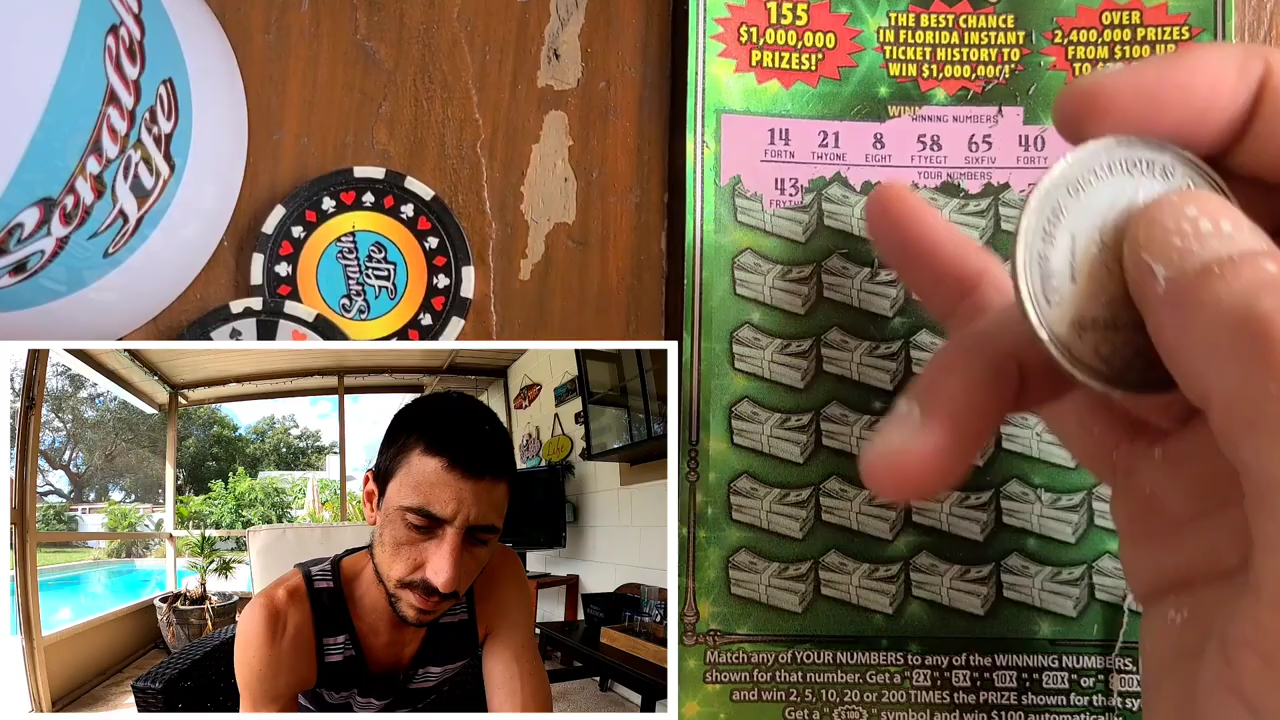 Scratch
Life
Scratch
Life
155
$1,000,000
PRIZES!*
THE BEST CHANCE
IN FLORIDA INSTANT
TICKET HISTORY TO
WIN $1,000,000!*
OVER
2,400,000 PRIZES
FROM $100 UP
WINNING NUMBERS
14 21 8 58 65 40
FORTN TWYONE EIGHT FTYEGT SIXFIV FORTY
YOUR NUMBERS
43
Like
Match any of YOUR NUMBERS to any of the WINNING NUMBERS,
shown for that number. Get a "2X", "5X", "10X", "20X" or
and win 2, 5, 10, 20 or 200 TIMES the PRIZE shown for that
Get a "$100" symbol and win $100